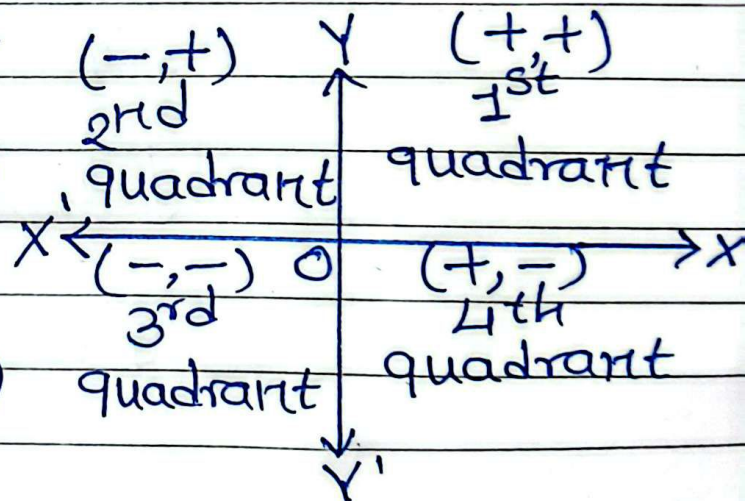 (-,+) Y (+,+)
2nd 1st
quadrant quadrant
X' X
(-,-) O (+,-)
3rd 4th
quadrant quadrant
Y'